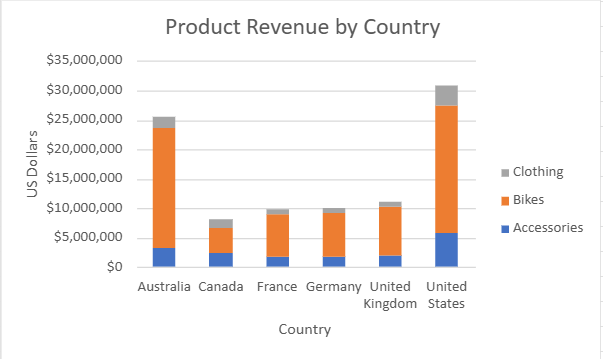 Product Revenue by Country
$35,000,000
$30,000,000
$25,000,000
$20,000,000
$15,000,000
$10,000,000
$5,000,000
$0
US Dollars
Clothing
Bikes
Accessories
Australia Canada France Germany United United
Kingdom States
Country